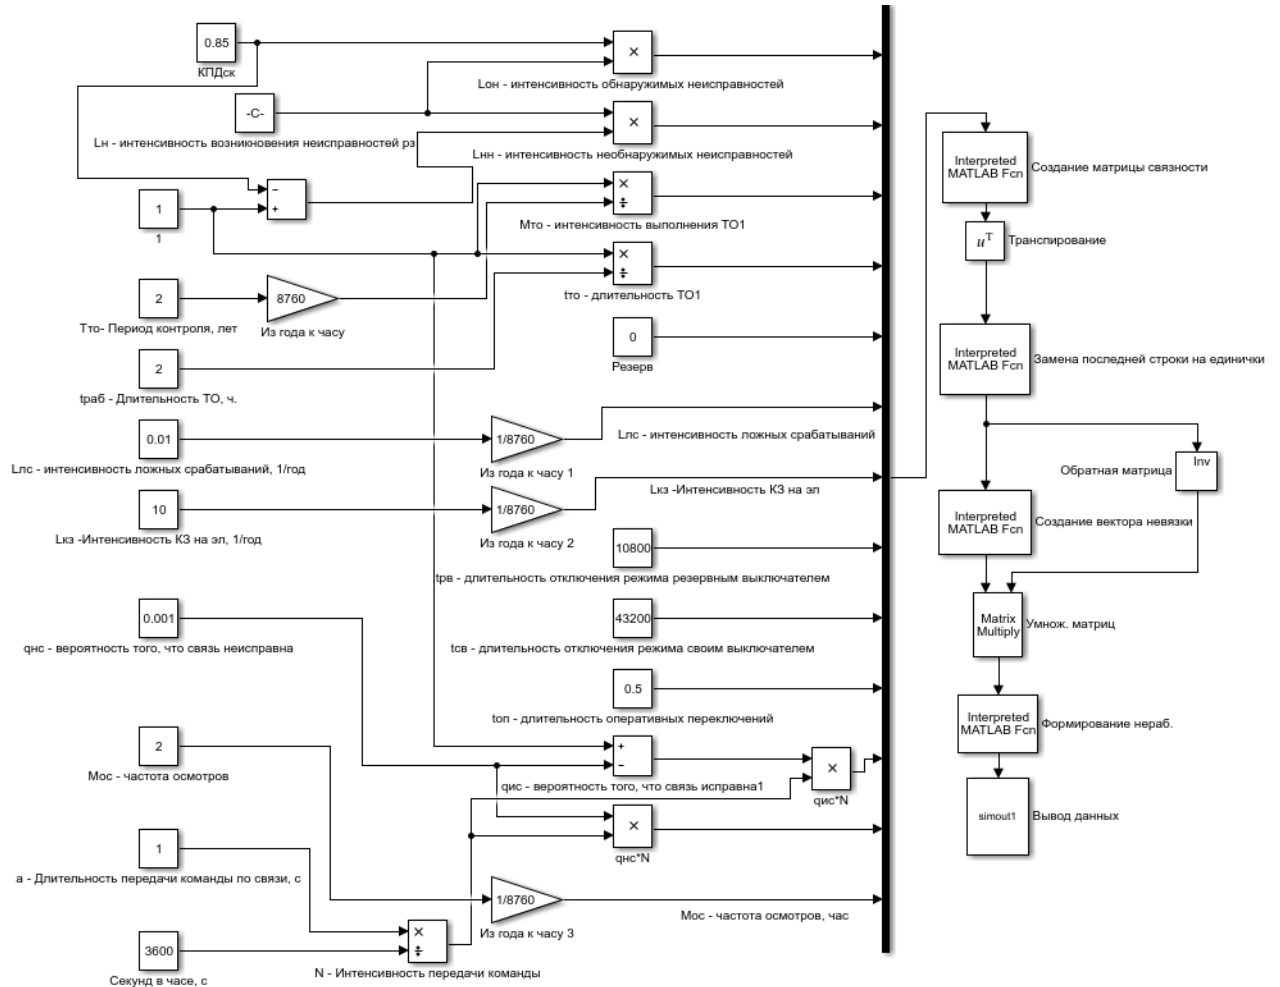 0.85
КПДск
×
Lон - интенсивность обнаружимых неисправностей
-C-
Lн - интенсивность возникновения неисправностей рз
×
Lнн - интенсивность необнаружимых неисправностей
−
+
1
1
×
÷
Мто - интенсивность выполнения ТО1
×
÷
tто - длительность ТО1
2
Тто- Период контроля, лет
8760
Из года к часу
0
Резерв
2
tраб - Длительность ТО, ч.
0.01
Lлс - интенсивность ложных срабатываний, 1/год
1/8760
Из года к часу 1
Lлс - интенсивность ложных срабатываний
10
Lкз -Интенсивность КЗ на эл, 1/год
1/8760
Из года к часу 2
Lкз -Интенсивность КЗ на эл
10800
tрв - длительность отключения режима резервным выключателем
0.001
qнс - вероятность того, что связь неисправна
43200
tсв - длительность отключения режима своим выключателем
0.5
tоп - длительность оперативных переключений
2
Мос - частота осмотров
+
−
qис - вероятность того, что связь исправна1
×
qис*N
×
qнс*N
1
а - Длительность передачи команды по связи, с
1/8760
Из года к часу 3
Мос - частота осмотров, час
3600
Секунд в часе, с
×
÷
N - Интенсивность передачи команды
Interpreted
MATLAB Fcn
Создание матрицы связности
uT
Транспирование
Interpreted
MATLAB Fcn
Замена последней строки на единички
Inv
Обратная матрица
Interpreted
MATLAB Fcn
Создание вектора невязки
Matrix
Multiply
Умнож. матриц
Interpreted
MATLAB Fcn
Формирование нераб.
simout1
Вывод данных